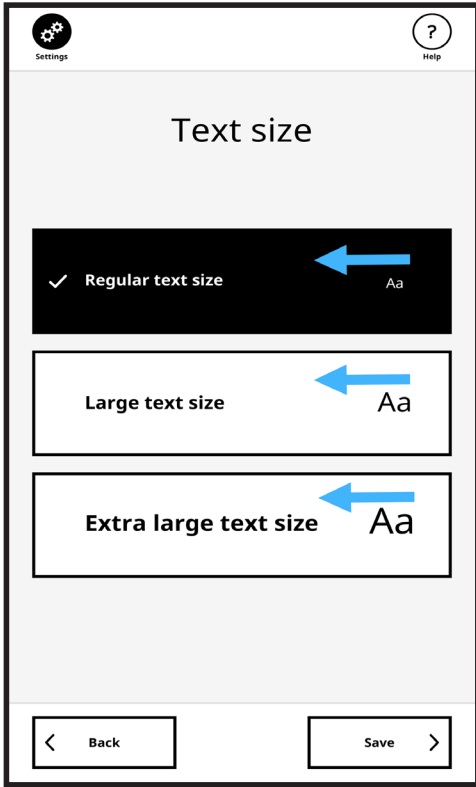 ?
Settings
Help
Text size
Regular text size Aa
Large text size Aa
Extra large text size Aa
Back
Save